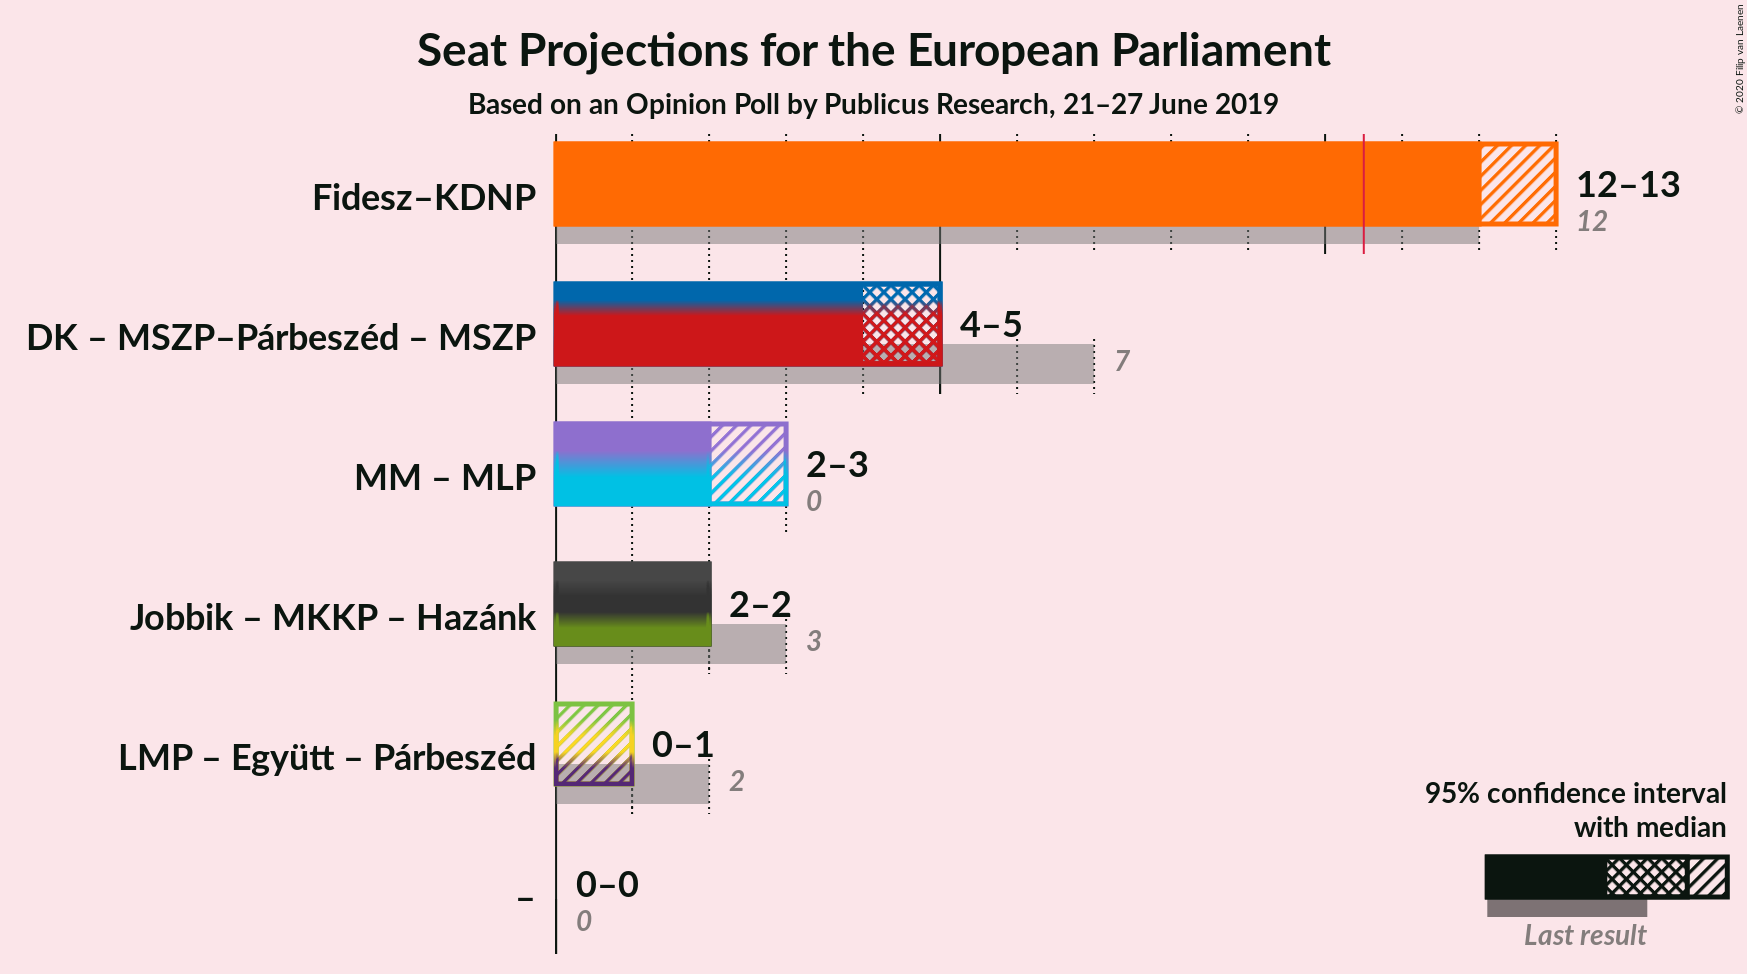 Seat Projections for the European Parliament
Based on an Opinion Poll by Publicus Research, 21–27 June 2019
© 2020 Filip van Laenen
Fidesz–KDNP
12–13
12
DK – MSZP–Párbeszéd – MSZP
4–5
7
MM – MLP
2–3
0
Jobbik – MKKP – Hazánk
2–2
3
LMP – Együtt – Párbeszéd
0–1
2
–
0–0
0
95% confidence interval
with median
Last result